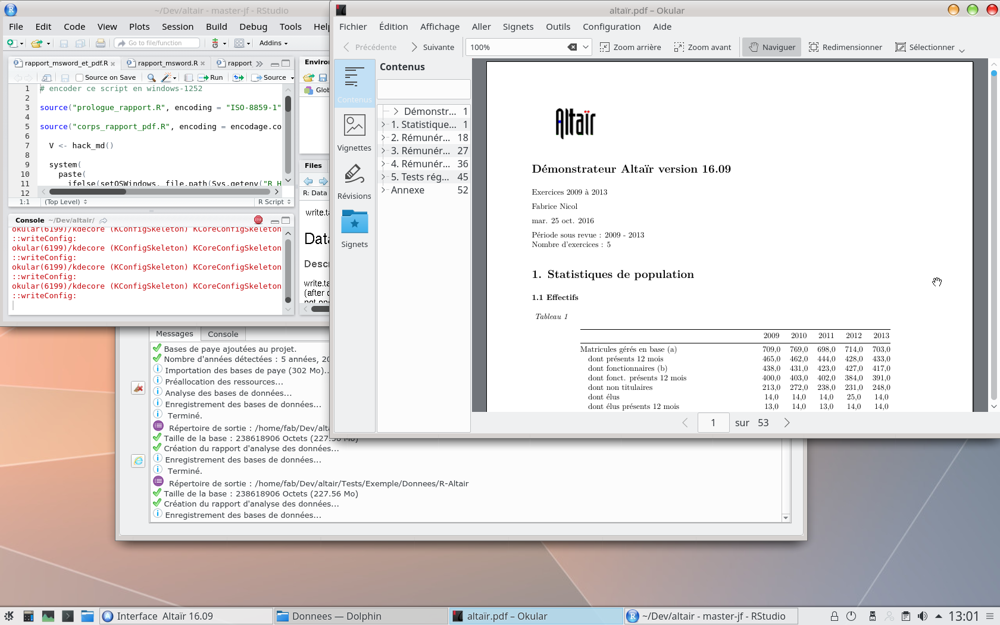 ~/Dev/altair - master-jf - RStudio
File Edit Code View Plots Session Build Debug Tools Help
Go to file/function Addins
rapport_msword_et_pdf.R rapport_msword.R rapport
Source on Save Run Source
1 # encoder ce script en windows-1252
2
3 source("prologue_rapport.R", encoding = "ISO-8859-1"
4
5 source("corps_rapport_pdf.R", encoding = encodage.co
6
7 V <- hack_md()
8
9 system(
10 paste(
11 ifelse(setOSWindows, file.path(Sys.getenv("R_H
12
1:1 (Top Level) R Script
Console ~/Dev/altair/
okular(6199)/kdecore (KConfigSkeleton) KCoreConfigSkeleton
::writeConfig:
okular(6199)/kdecore (KConfigSkeleton) KCoreConfigSkeleton
::writeConfig:
okular(6199)/kdecore (KConfigSkeleton) KCoreConfigSkeleton
::writeConfig:
okular(6199)/kdecore (KConfigSkeleton) KCoreConfigSkeleton
::writeConfig:
Environ
Glob
Files
R: Data
write.ta
Data
Descr
write.ta
(after c
altaïr.pdf – Okular
Fichier Édition Affichage Aller Signets Outils Configuration Aide
Précédente Suivante 100% Zoom arrière Zoom avant Naviguer Redimensionner Sélectionner
Contenus
Vignettes
Révisions
Signets
Contenus
Démonstr... 1
1. Statistique... 1
2. Rémunér... 18
3. Rémunér... 27
4. Rémunér... 36
5. Tests rég... 45
Annexe 52
Altaïr
Démonstrateur Altaïr version 16.09
Exercices 2009 à 2013
Fabrice Nicol
mar. 25 oct. 2016
Période sous revue : 2009 - 2013
Nombre d'exercices : 5
1. Statistiques de population
1.1 Effectifs
Tableau 1
2009 2010 2011 2012 2013
Matricules gérés en base (a) 709,0 769,0 698,0 714,0 703,0
dont présents 12 mois 465,0 462,0 444,0 428,0 433,0
dont fonctionnaires (b) 438,0 431,0 423,0 427,0 417,0
dont fonct. présents 12 mois 400,0 403,0 402,0 384,0 391,0
dont non titulaires 213,0 272,0 238,0 231,0 248,0
dont élus 14,0 14,0 14,0 25,0 14,0
dont élus présents 12 mois 13,0 14,0 13,0 14,0 14,0
1 sur 53
Messages Console
Bases de paye ajoutées au projet.
Nombre d'années détectées : 5 années, 20
Importation des bases de paye (302 Mo)...
Préallocation des ressources...
Analyse des bases de données...
Enregistrement des bases de données...
Terminé.
Répertoire de sortie : /home/fab/Dev/alta
Taille de la base : 238618906 Octets (227.56 Mo)
Création du rapport d'analyse des données...
Enregistrement des bases de données...
Terminé.
Répertoire de sortie : /home/fab/Dev/altair/Tests/Exemple/Donnees/R-Altair
Taille de la base : 238618906 Octets (227.56 Mo)
Création du rapport d'analyse des données...
Enregistrement des bases de données...
Interface Altaïr 16.09 Donnees — Dolphin altaïr.pdf – Okular ~/Dev/altair - master-jf - RStudio 13:01